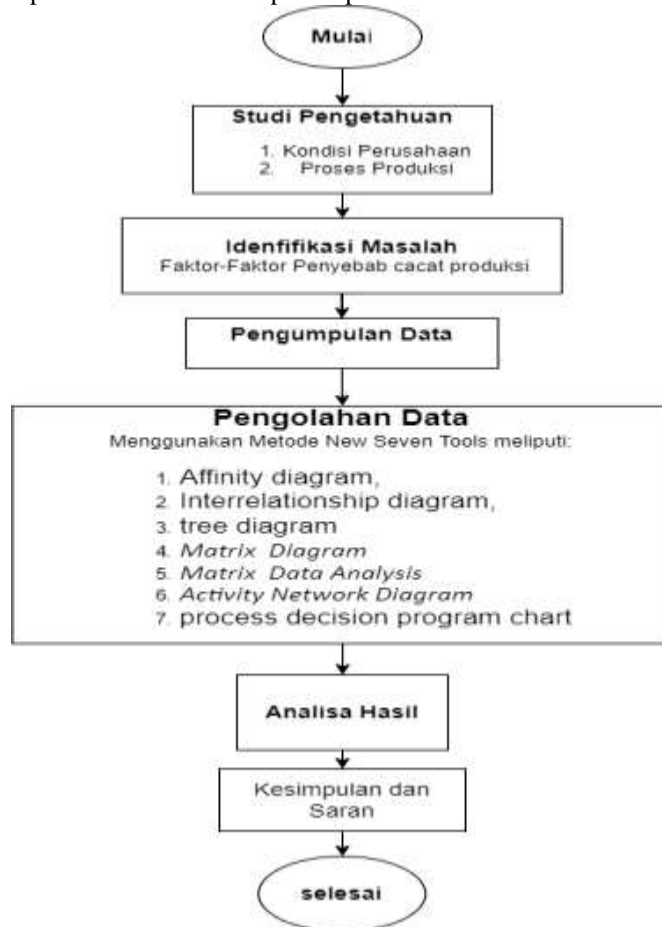 Mulai
Studi Pengetahuan
1. Kondisi Perusahaan
2. Proses Produksi
Idenfifikasi Masalah
Faktor-Faktor Penyebab cacat produksi
Pengumpulan Data
Pengolahan Data
Menggunakan Metode New Seven Tools meliputi:
1. Affinity diagram,
2. Interrelationship diagram,
3. tree diagram
4. Matrix Diagram
5. Matrix Data Analysis
6. Activity Network Diagram
7. process decision program chart
Analisa Hasil
Kesimpulan dan
Saran
selesai